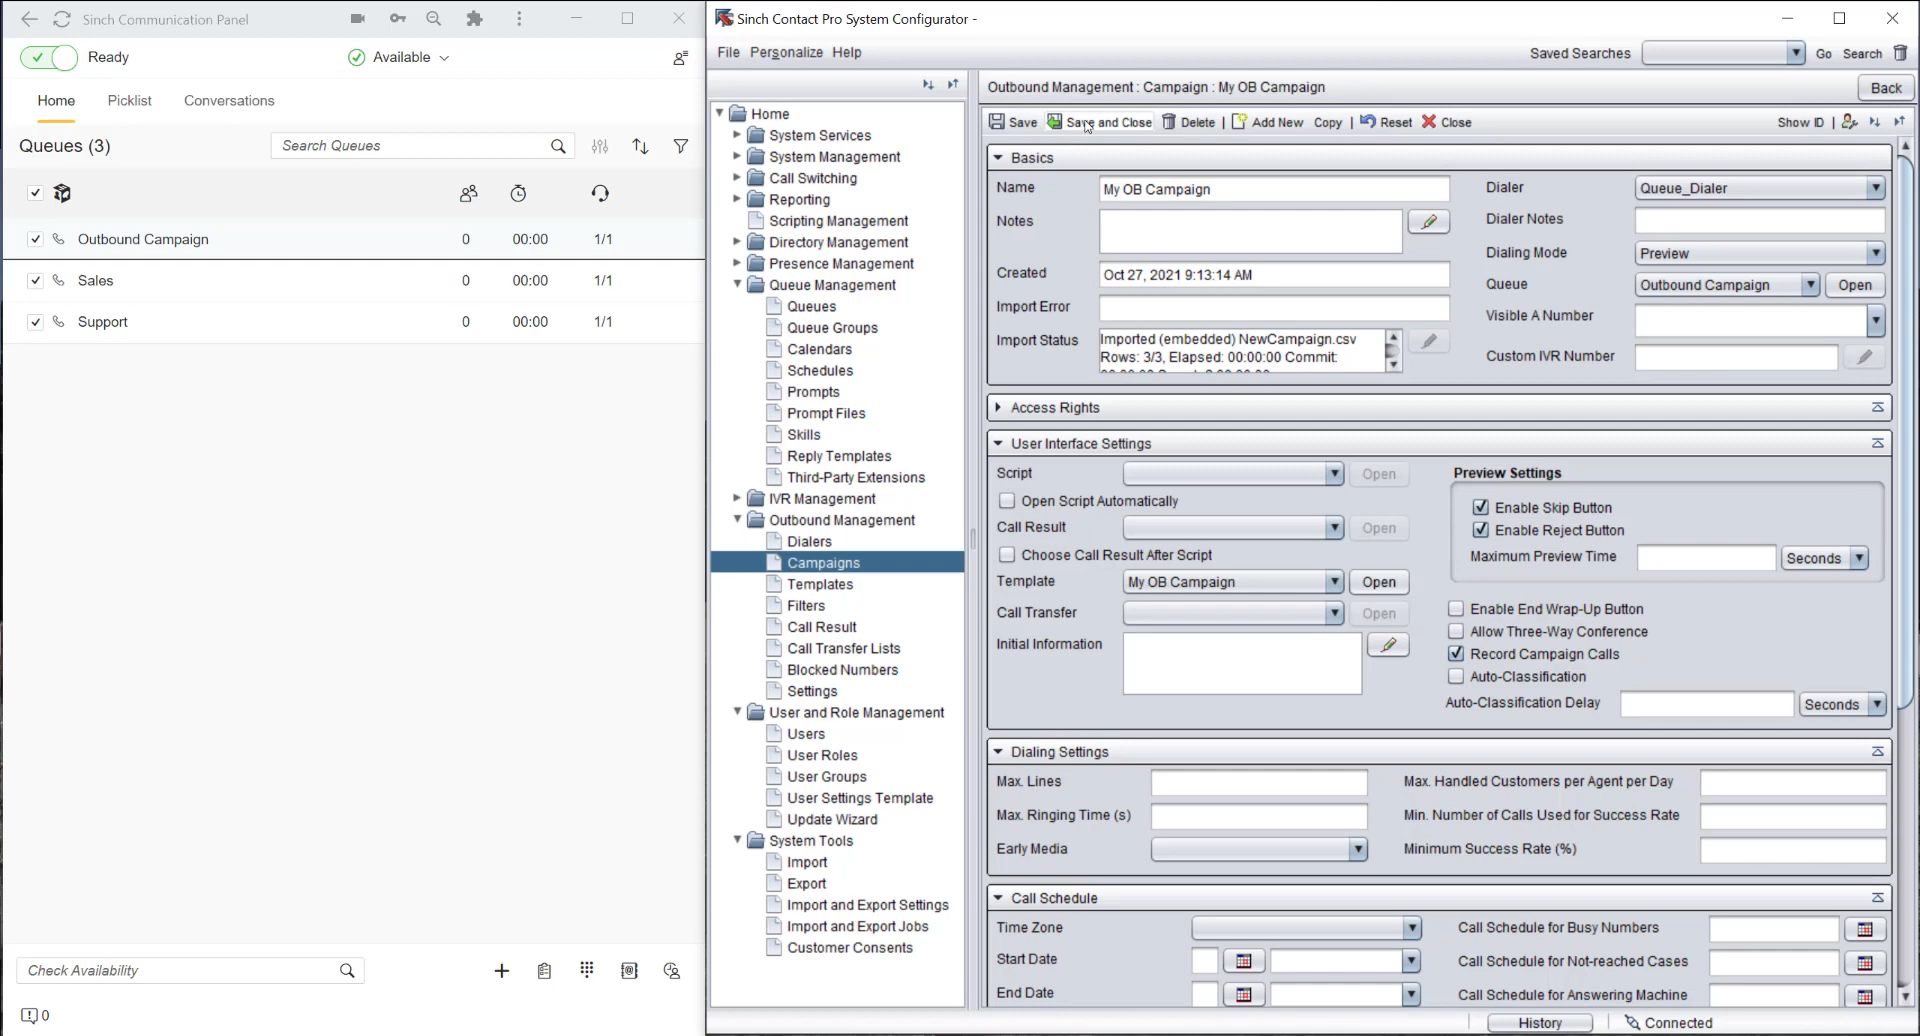 Sinch Communication Panel
Ready
Available
Home Picklist Conversations
Queues (3)
Search Queues
Outbound Campaign 0 00:00 1/1
Sales 0 00:00 1/1
Support 0 00:00 1/1
Check Availability
0
Sinch Contact Pro System Configurator -
File Personalize Help
Saved Searches Go Search
Home
System Services
System Management
Call Switching
Reporting
Scripting Management
Directory Management
Presence Management
Queue Management
Queues
Queue Groups
Calendars
Schedules
Prompts
Prompt Files
Skills
Reply Templates
Third-Party Extensions
IVR Management
Outbound Management
Dialers
Campaigns
Templates
Filters
Call Result
Call Transfer Lists
Blocked Numbers
Settings
User and Role Management
Users
User Roles
User Groups
User Settings Template
Update Wizard
System Tools
Import
Export
Import and Export Settings
Import and Export Jobs
Customer Consents
Outbound Management : Campaign : My OB Campaign
Back
Save Save and Close Delete | Add New Copy | Reset Close
Show ID |
Basics
Name My OB Campaign
Notes
Created Oct 27, 2021 9:13:14 AM
Import Error
Import Status Imported (embedded) NewCampaign.csv
Rows: 3/3, Elapsed: 00:00:00 Commit:
Dialer Queue_Dialer
Dialer Notes
Dialing Mode Preview
Queue Outbound Campaign Open
Visible A Number
Custom IVR Number
Access Rights
User Interface Settings
Script Open
Open Script Automatically
Call Result Open
Choose Call Result After Script
Template My OB Campaign Open
Call Transfer Open
Initial Information
Preview Settings
Enable Skip Button
Enable Reject Button
Maximum Preview Time Seconds
Enable End Wrap-Up Button
Allow Three-Way Conference
Record Campaign Calls
Auto-Classification
Auto-Classification Delay Seconds
Dialing Settings
Max. Lines
Max. Ringing Time (s)
Early Media
Max. Handled Customers per Agent per Day
Min. Number of Calls Used for Success Rate
Minimum Success Rate (%)
Call Schedule
Time Zone
Start Date
End Date
Call Schedule for Busy Numbers
Call Schedule for Not-reached Cases
Call Schedule for Answering Machine
History
Connected